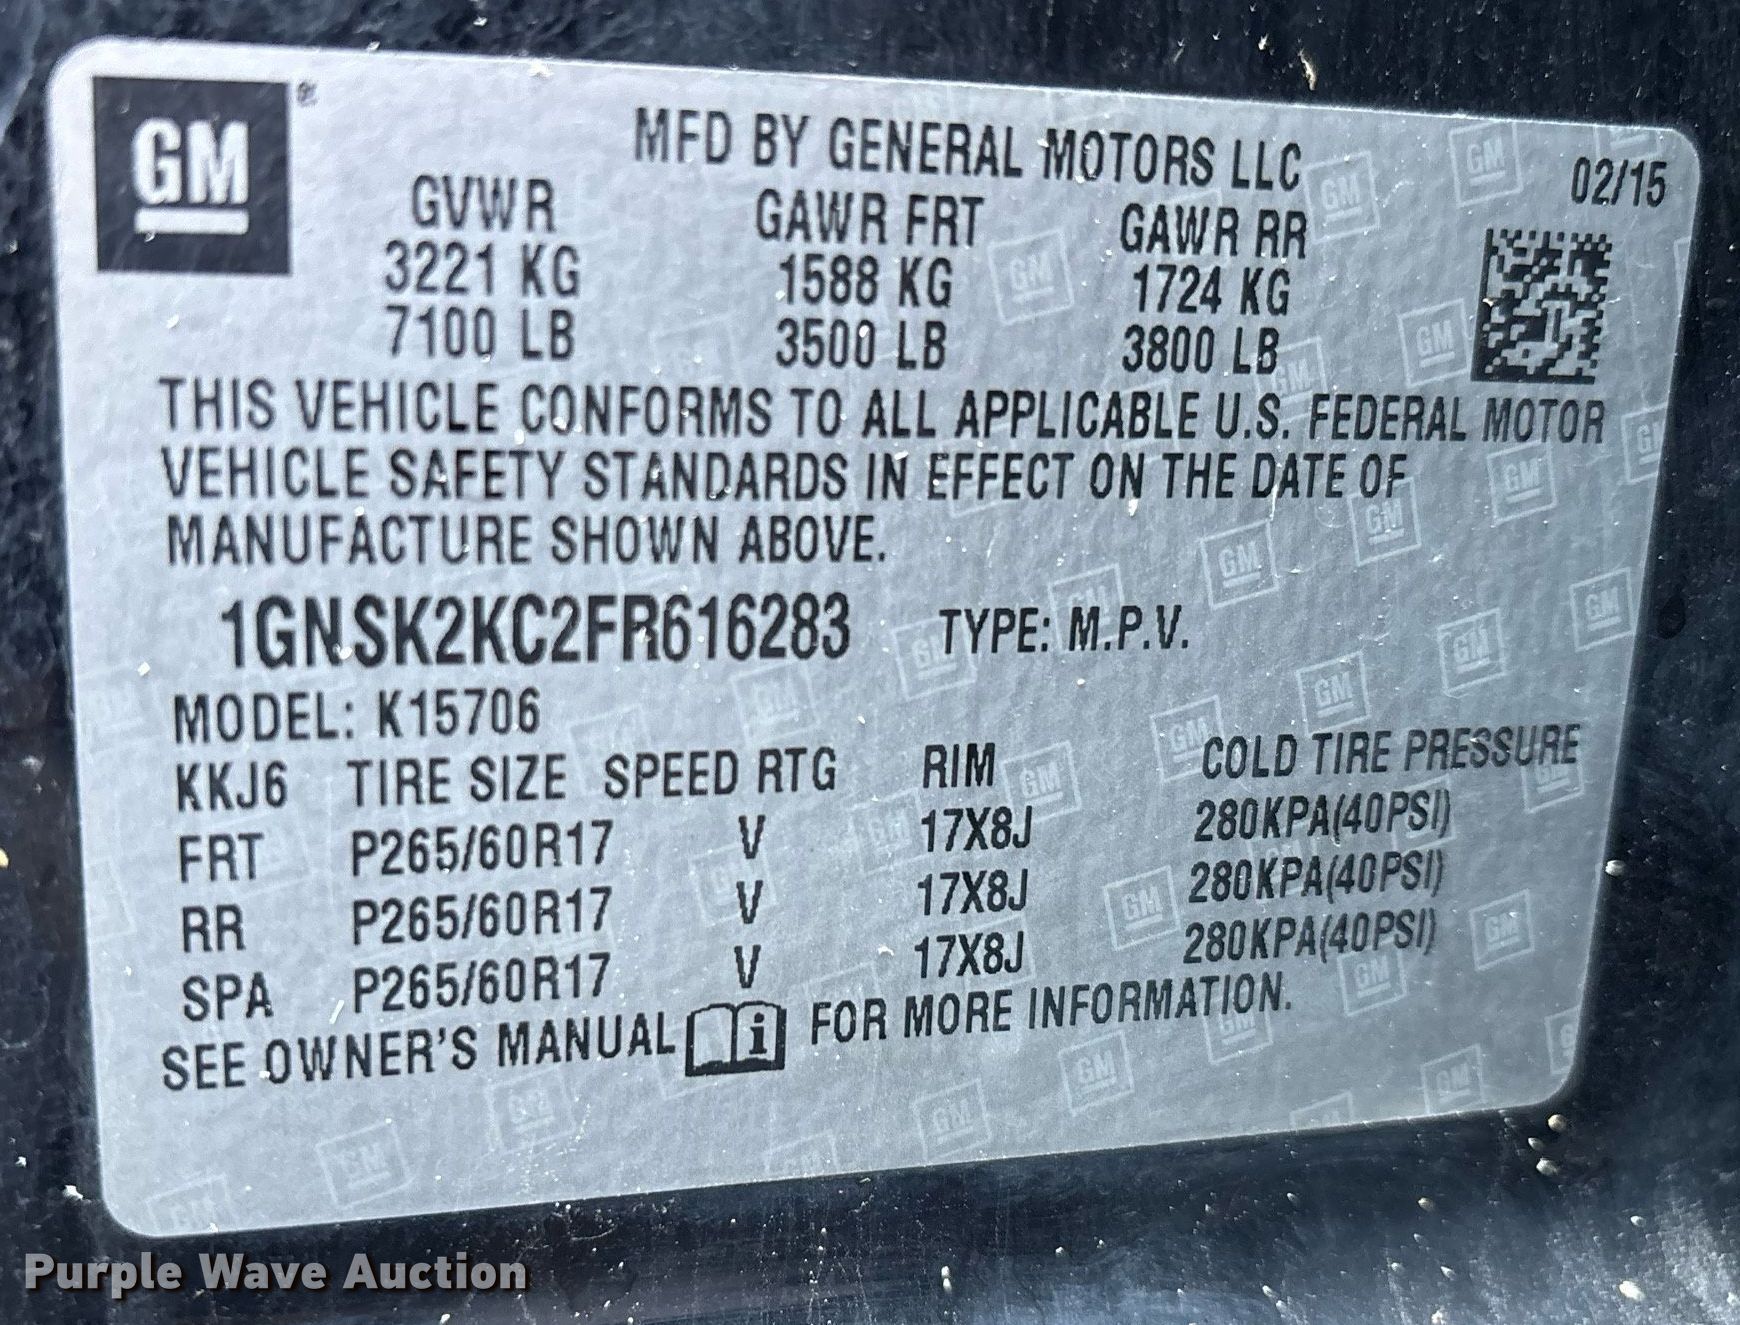 GM
MFD BY GENERAL MOTORS LLC
02/15
GVWR GAWR FRT GAWR RR
3221 KG 1588 KG 1724 KG
7100 LB 3500 LB 3800 LB
THIS VEHICLE CONFORMS TO ALL APPLICABLE U.S. FEDERAL MOTOR
VEHICLE SAFETY STANDARDS IN EFFECT ON THE DATE OF
MANUFACTURE SHOWN ABOVE.
1GNSK2KC2FR616283 TYPE: M.P.V.
MODEL: K15706
KKJ6 TIRE SIZE SPEED RTG RIM COLD TIRE PRESSURE
FRT P265/60R17 V 17X8J 280KPA(40PSI)
RR P265/60R17 V 17X8J 280KPA(40PSI)
SPA P265/60R17 V 17X8J 280KPA(40PSI)
SEE OWNER'S MANUAL i FOR MORE INFORMATION.
Purple Wave Auction